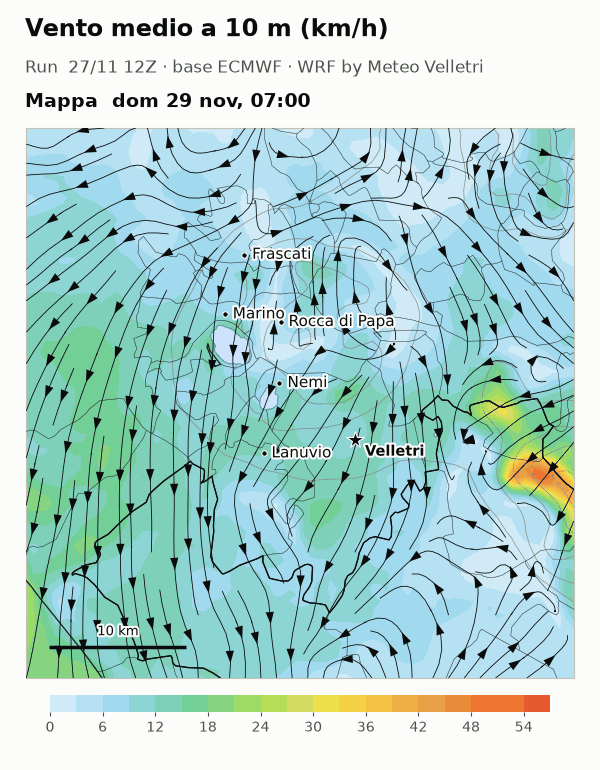 Vento medio a 10 m (km/h)
Run 27/11 12Z · base ECMWF · WRF by Meteo Velletri
Mappa dom 29 nov, 07:00
Frascati
Marino
Rocca di Papa
Nemi
Velletri
Lanuvio
10 km
0 6 12 18 24 30 36 42 48 54